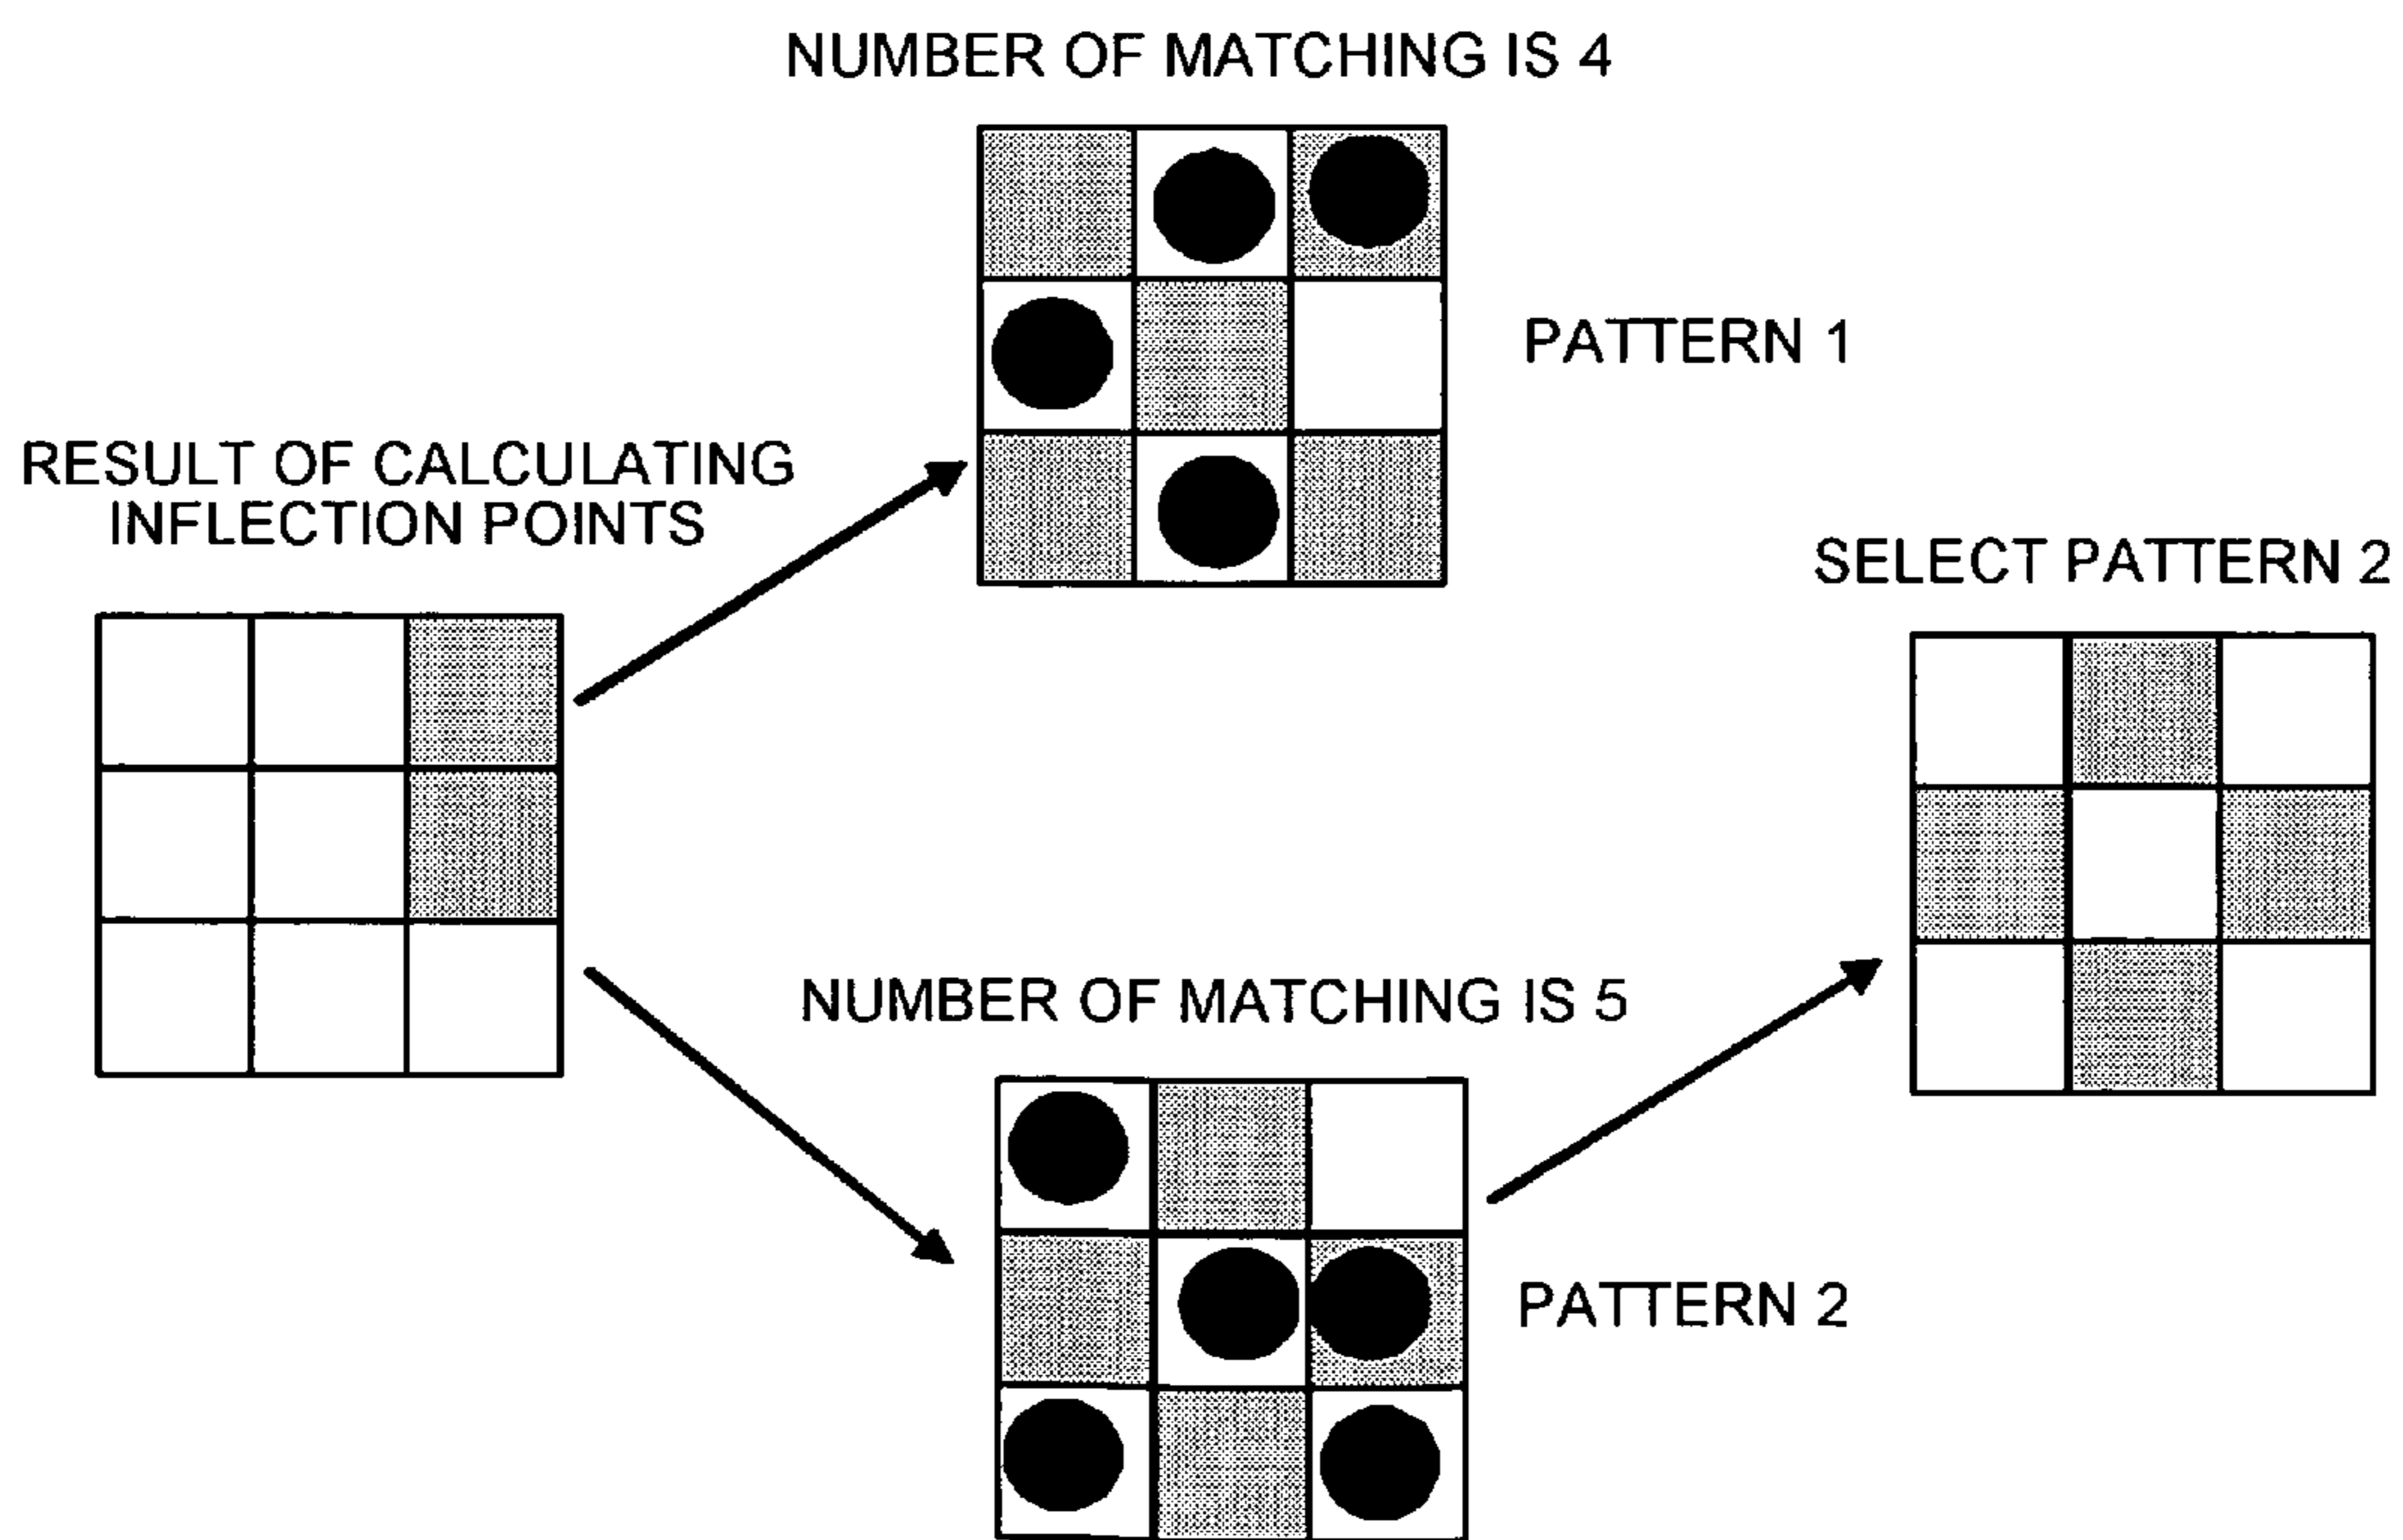 NUMBER OF MATCHING IS 4
PATTERN 1
RESULT OF CALCULATING
INFLECTION POINTS
SELECT PATTERN 2
NUMBER OF MATCHING IS 5
PATTERN 2